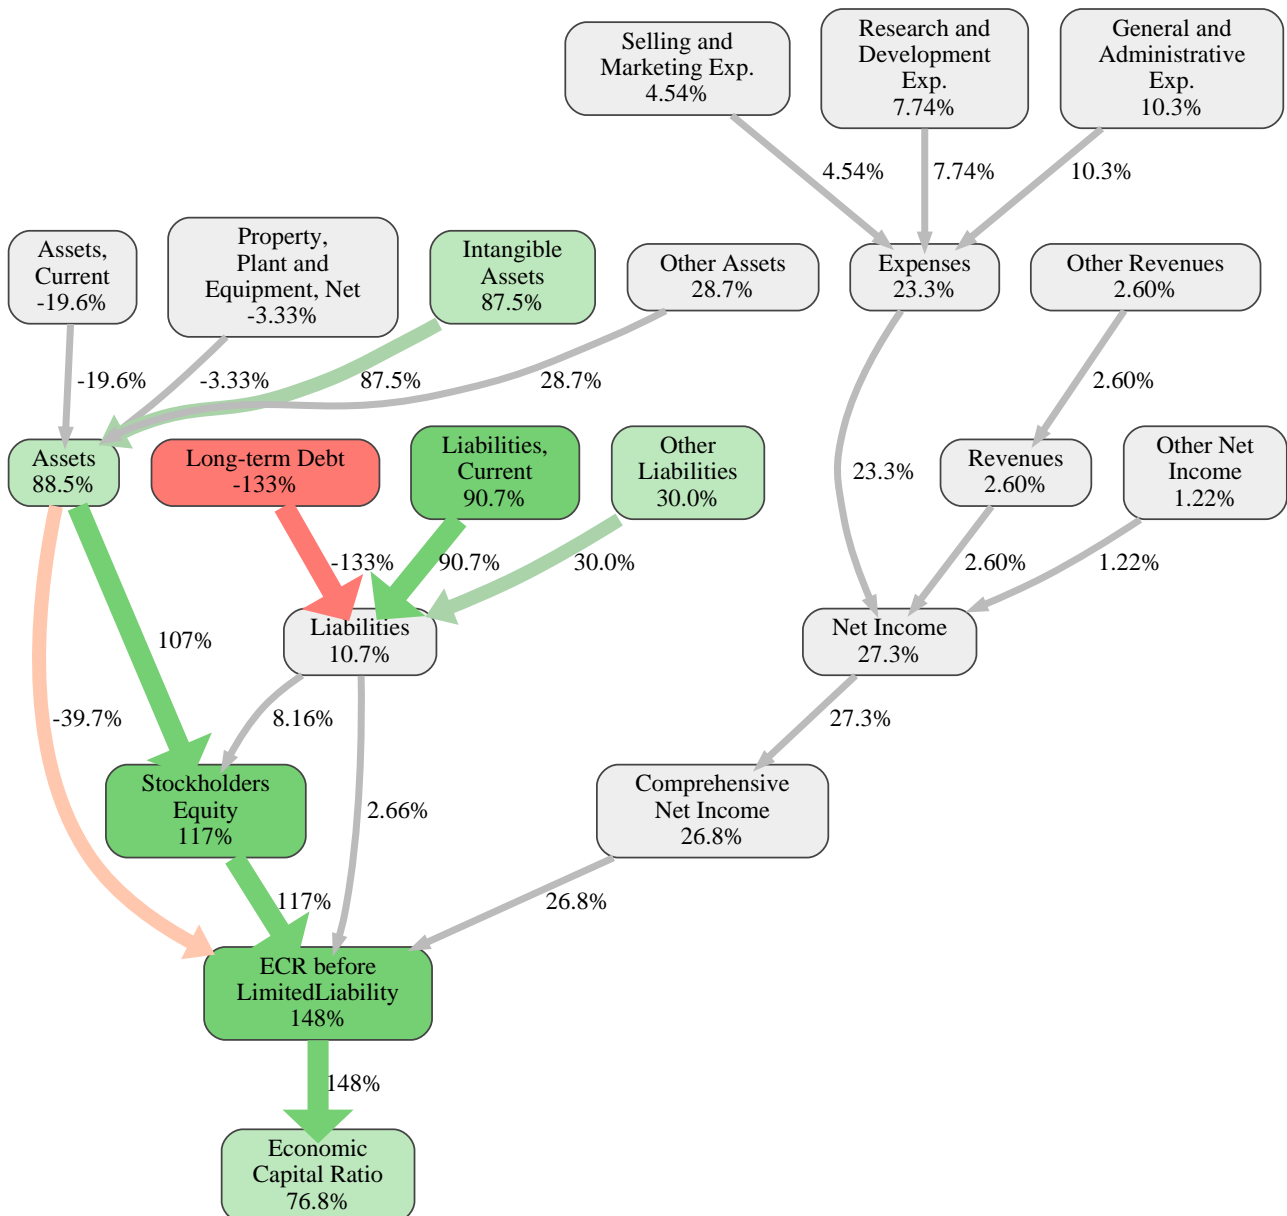 Selling and
Marketing Exp.
4.54%
Research and
Development
Exp.
7.74%
General and
Administrative
Exp.
10.3%
4.54%
7.74%
10.3%
Assets,
Current
-19.6%
Property,
Plant and
Equipment, Net
-3.33%
Intangible
Assets
87.5%
Other Assets
28.7%
Expenses
23.3%
Other Revenues
2.60%
-19.6%
-3.33%
87.5%
28.7%
2.60%
Assets
88.5%
Long-term Debt
-133%
Liabilities,
Current
90.7%
Other
Liabilities
30.0%
23.3%
Revenues
2.60%
Other Net
Income
1.22%
-133%
90.7%
30.0%
2.60%
1.22%
107%
Liabilities
10.7%
Net Income
27.3%
-39.7%
8.16%
27.3%
Stockholders
Equity
117%
2.66%
Comprehensive
Net Income
26.8%
117%
26.8%
ECR before
LimitedLiability
148%
148%
Economic
Capital Ratio
76.8%